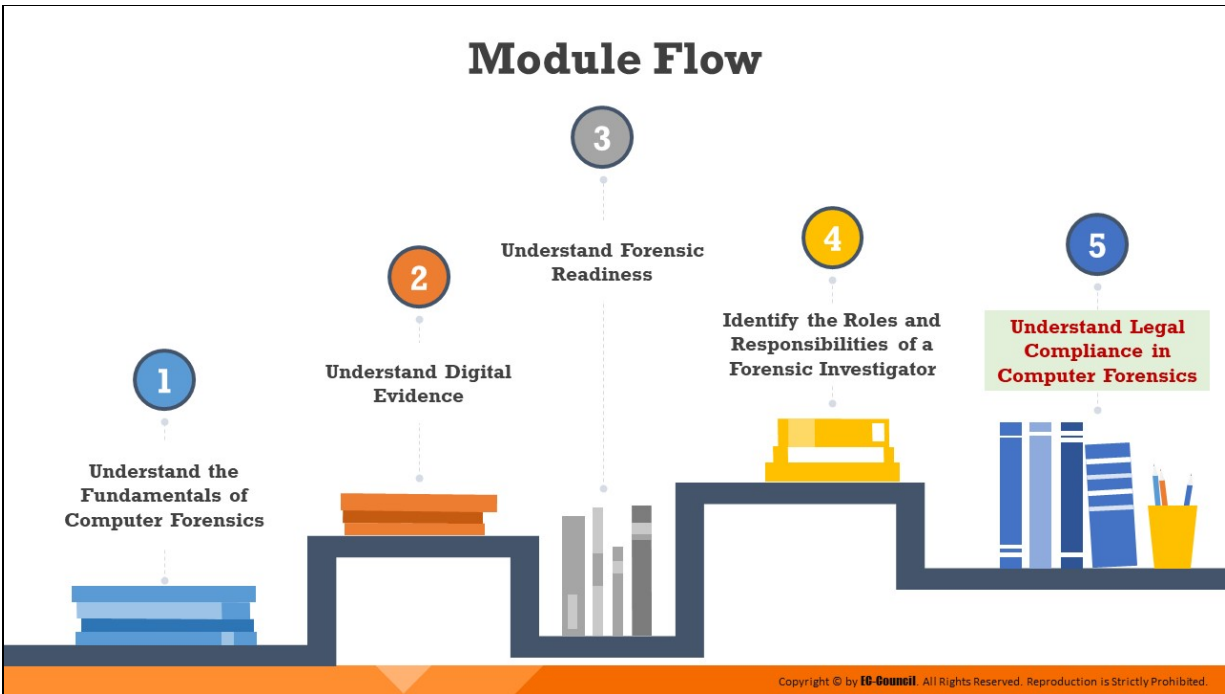 Module Flow
1
Understand the
Fundamentals of
Computer Forensics
2
Understand Digital
Evidence
3
Understand Forensic
Readiness
4
Identify the Roles and
Responsibilities of a
Forensic Investigator
5
Understand Legal
Compliance in
Computer Forensics
Copyright © by EC-Council. All Rights Reserved. Reproduction is Strictly Prohibited.